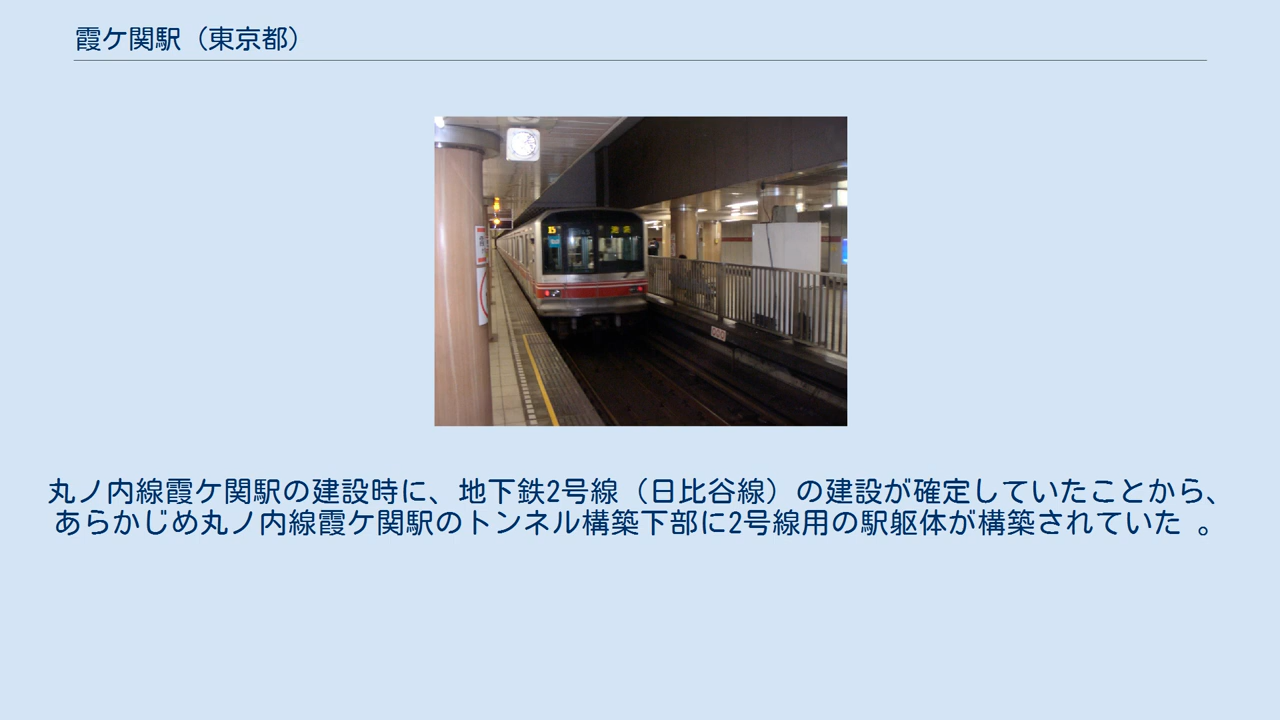 霞ケ関駅（東京都）
15 池袋
丸ノ内線霞ケ関駅の建設時に、地下鉄2号線（日比谷線）の建設が確定していたことから、
あらかじめ丸ノ内線霞ケ関駅のトンネル構築下部に2号線用の駅躯体が構築されていた 。